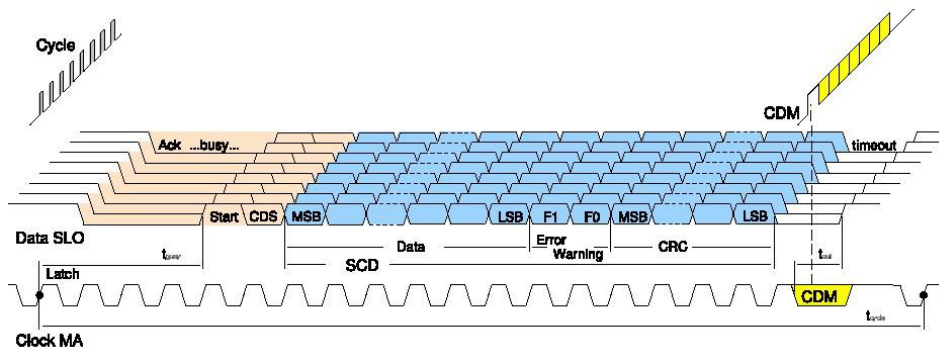 Cycle
CDM
Ack ...busy...
timeout
Start CDS MSB LSB F1 F0 MSB LSB
Data SLO
Data Error Warning CRC
SCD
Latch
CDM
Clock MA